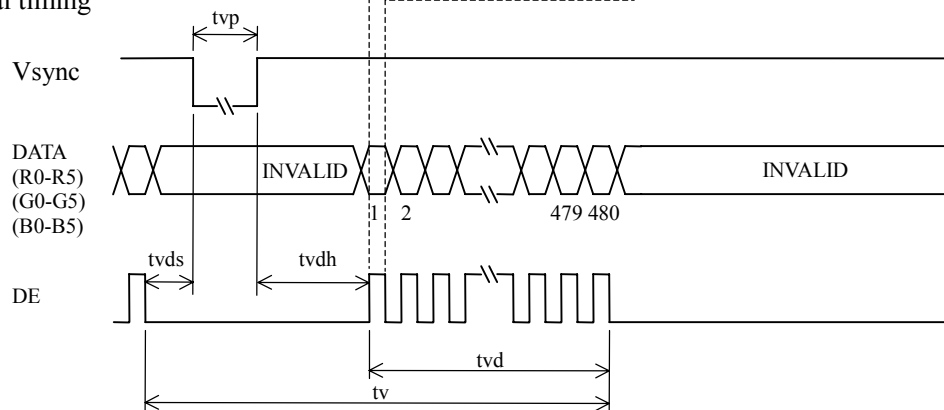 timing
tvp
Vsync
DATA
(R0-R5)
(G0-G5)
(B0-B5)
INVALID
INVALID
1
2
479 480
tvds
tvdh
DE
tvd
tv